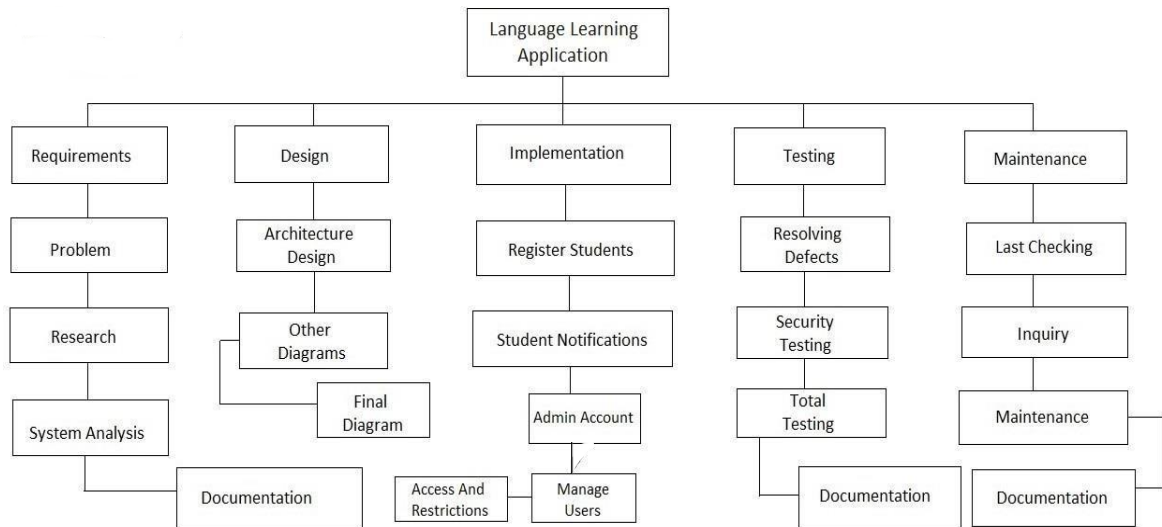 Language Learning
Application
Requirements
Design
Implementation
Testing
Maintenance
Problem
Architecture
Design
Register Students
Resolving
Defects
Last Checking
Research
Other
Diagrams
Student Notifications
Security
Testing
Inquiry
System Analysis
Final
Diagram
Admin Account
Total
Testing
Maintenance
Documentation
Access And
Restrictions
Manage
Users
Documentation
Documentation